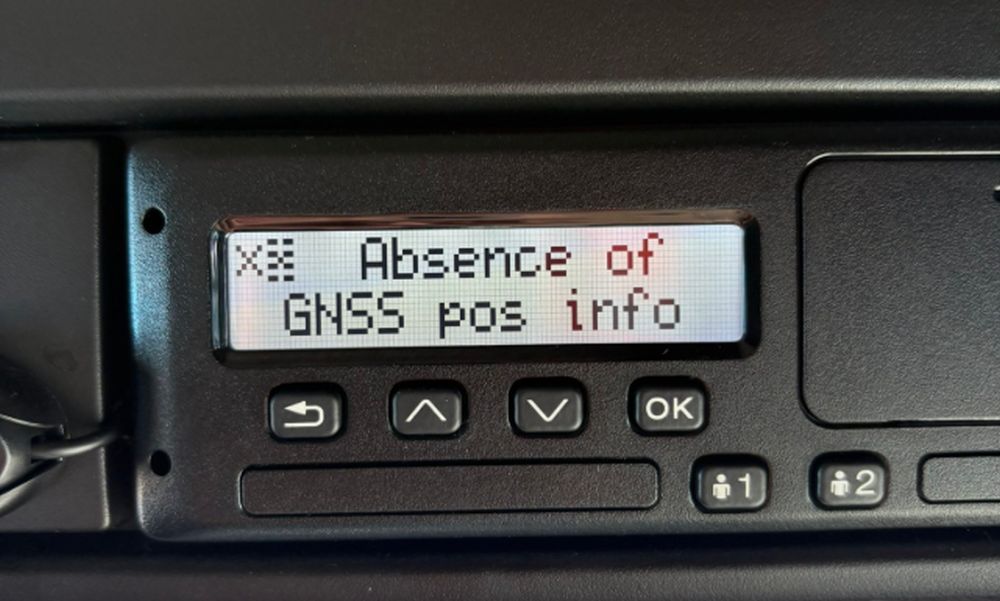 Absence of
GNSS pos info
OK
1
2